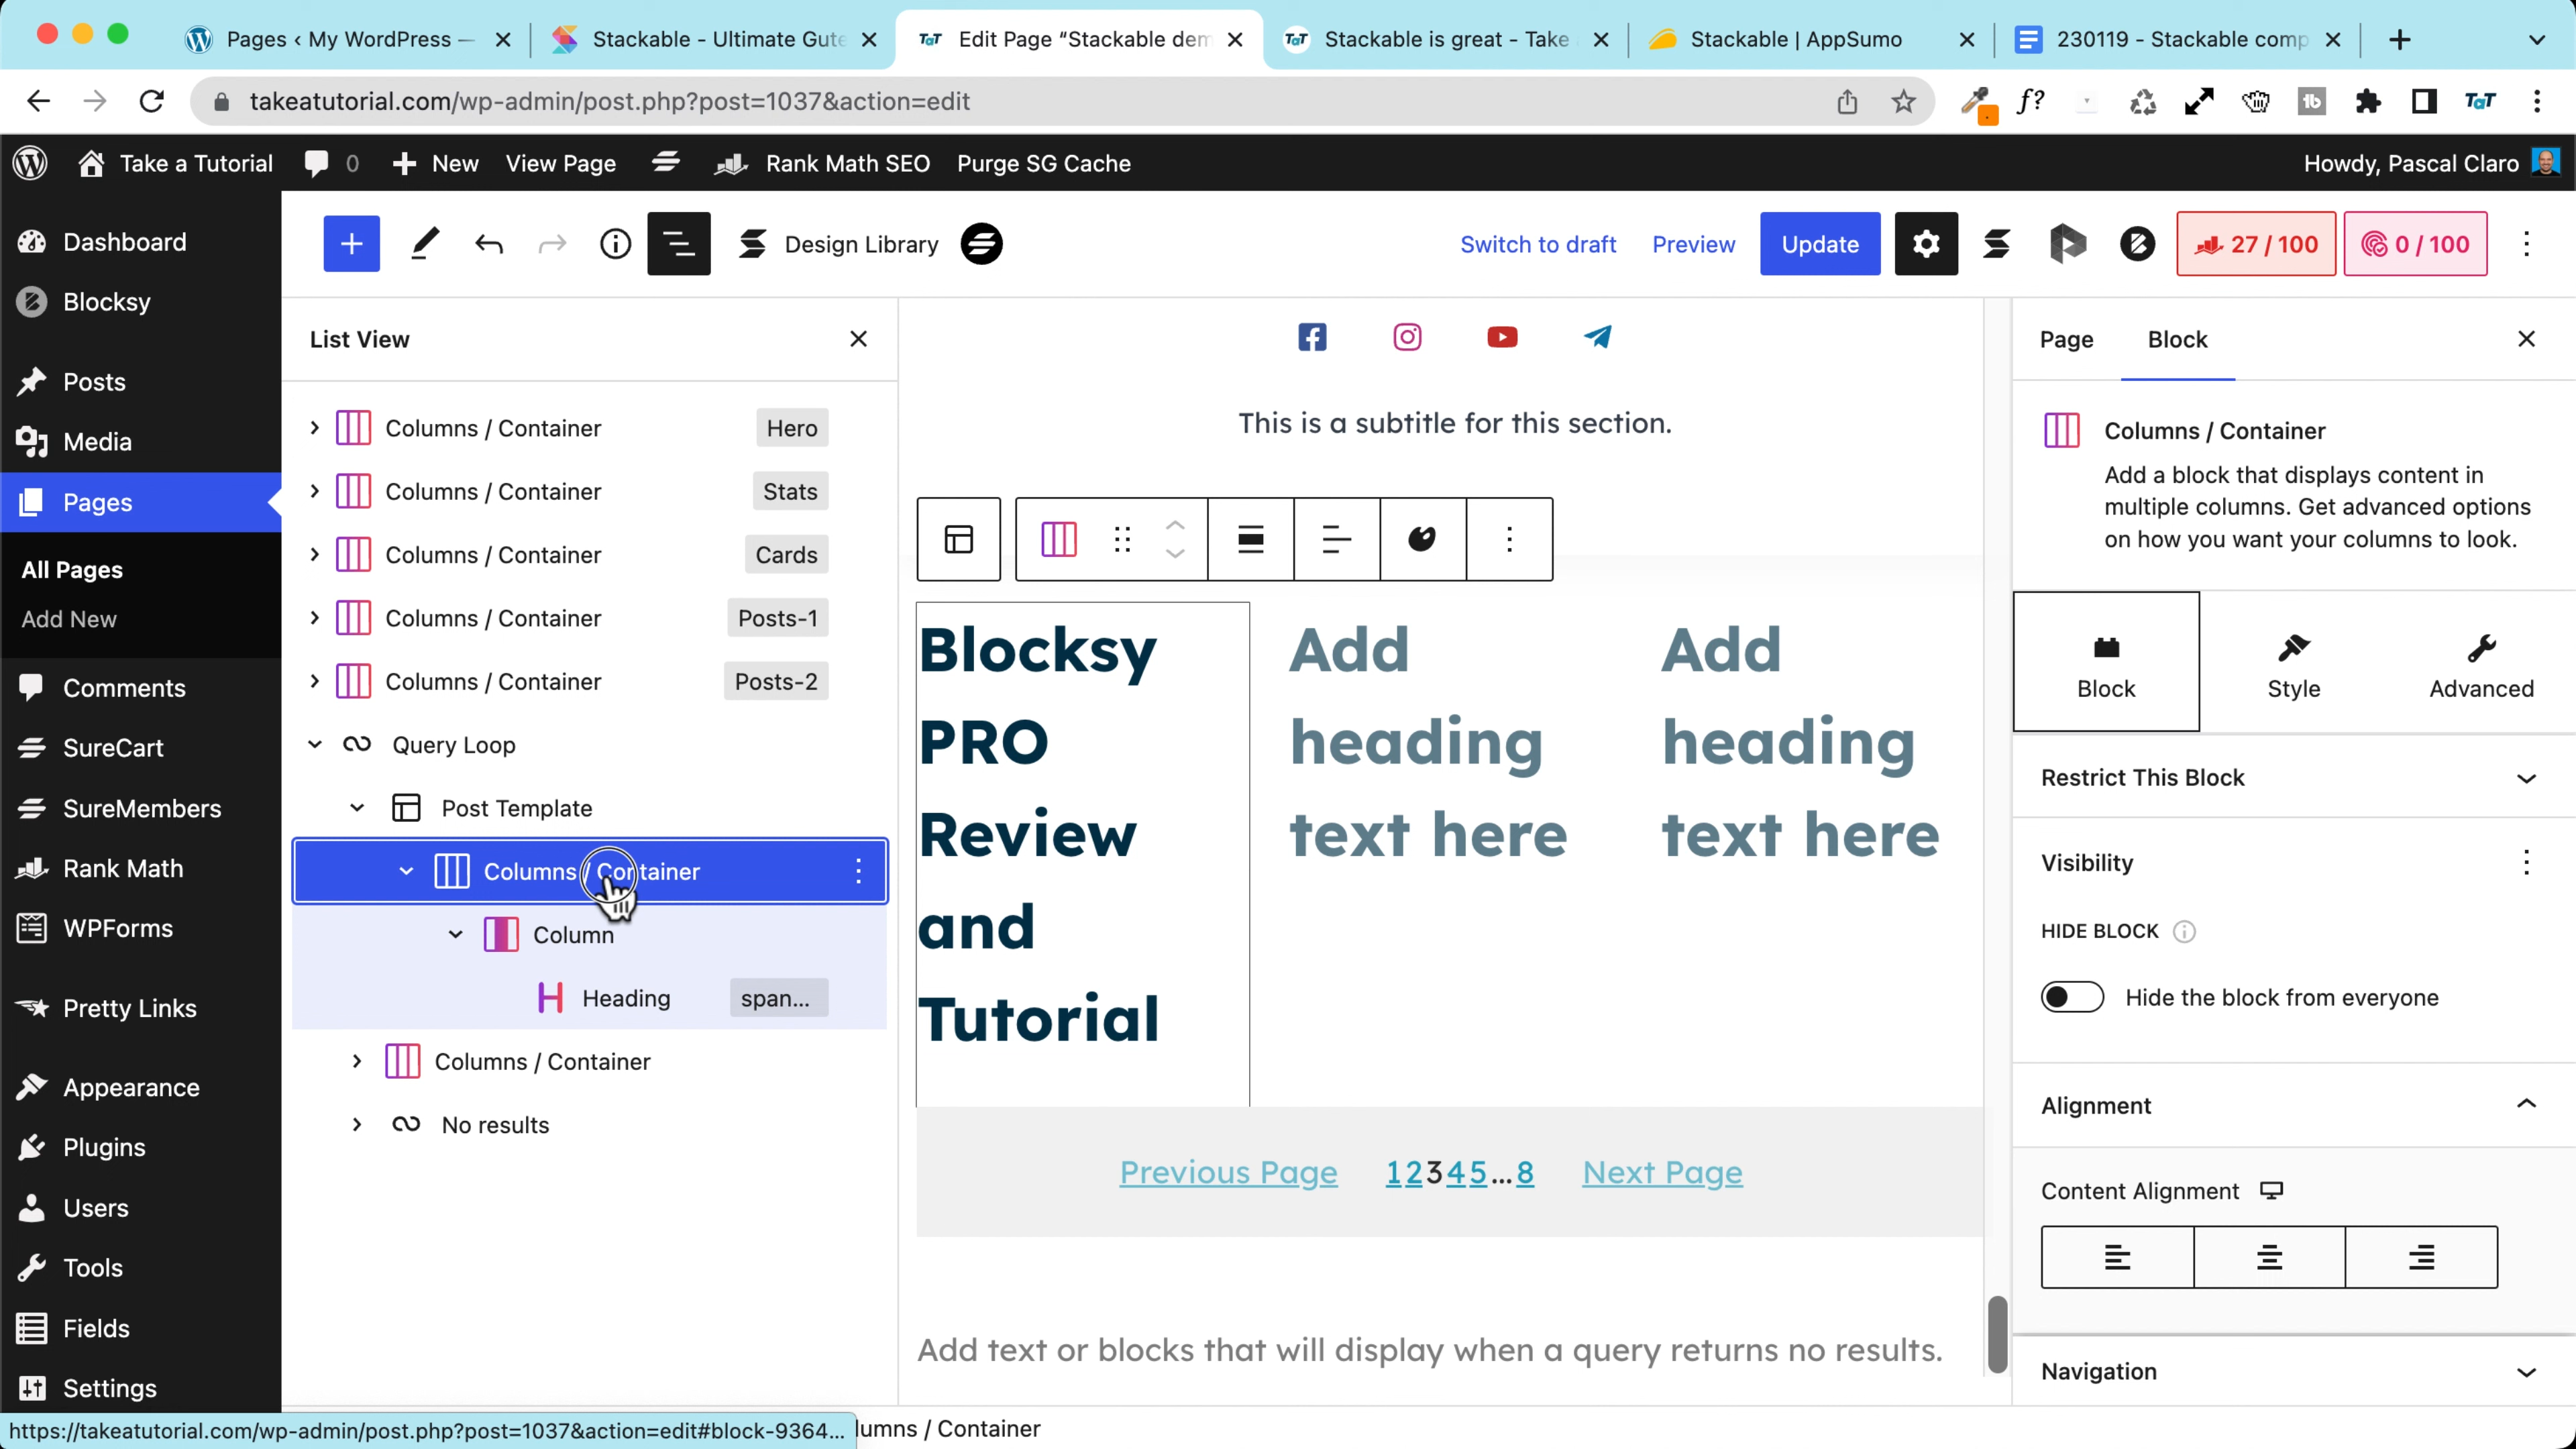 Pages ‹ My WordPress —
Stackable - Ultimate Gute
TaT Edit Page “Stackable dem
TaT Stackable is great - Take a
Stackable | AppSumo
230119 - Stackable comp
takeatutorial.com/wp-admin/post.php?post=1037&action=edit
f?
tb
TaT
Take a Tutorial
0
New
View Page
Rank Math SEO
Purge SG Cache
Howdy, Pascal Claro
Dashboard
Blocksy
Posts
Media
Pages
All Pages
Add New
Comments
SureCart
SureMembers
Rank Math
WPForms
Pretty Links
Appearance
Plugins
Users
Tools
Fields
Settings
Design Library
Switch to draft
Preview
Update
27 / 100
0 / 100
List View
Columns / Container Hero
Columns / Container Stats
Columns / Container Cards
Columns / Container Posts-1
Columns / Container Posts-2
Query Loop
Post Template
Columns / Container
Column
Heading span...
Columns / Container
No results
This is a subtitle for this section.
Blocksy
PRO
Review
and
Tutorial
Add
heading
text here
Add
heading
text here
Previous Page
12345...8
Next Page
Add text or blocks that will display when a query returns no results.
Page
Block
Columns / Container
Add a block that displays content in
multiple columns. Get advanced options
on how you want your columns to look.
Block
Style
Advanced
Restrict This Block
Visibility
HIDE BLOCK
Hide the block from everyone
Alignment
Content Alignment
Navigation
https://takeatutorial.com/wp-admin/post.php?post=1037&action=edit#block-9364...
lumns / Container